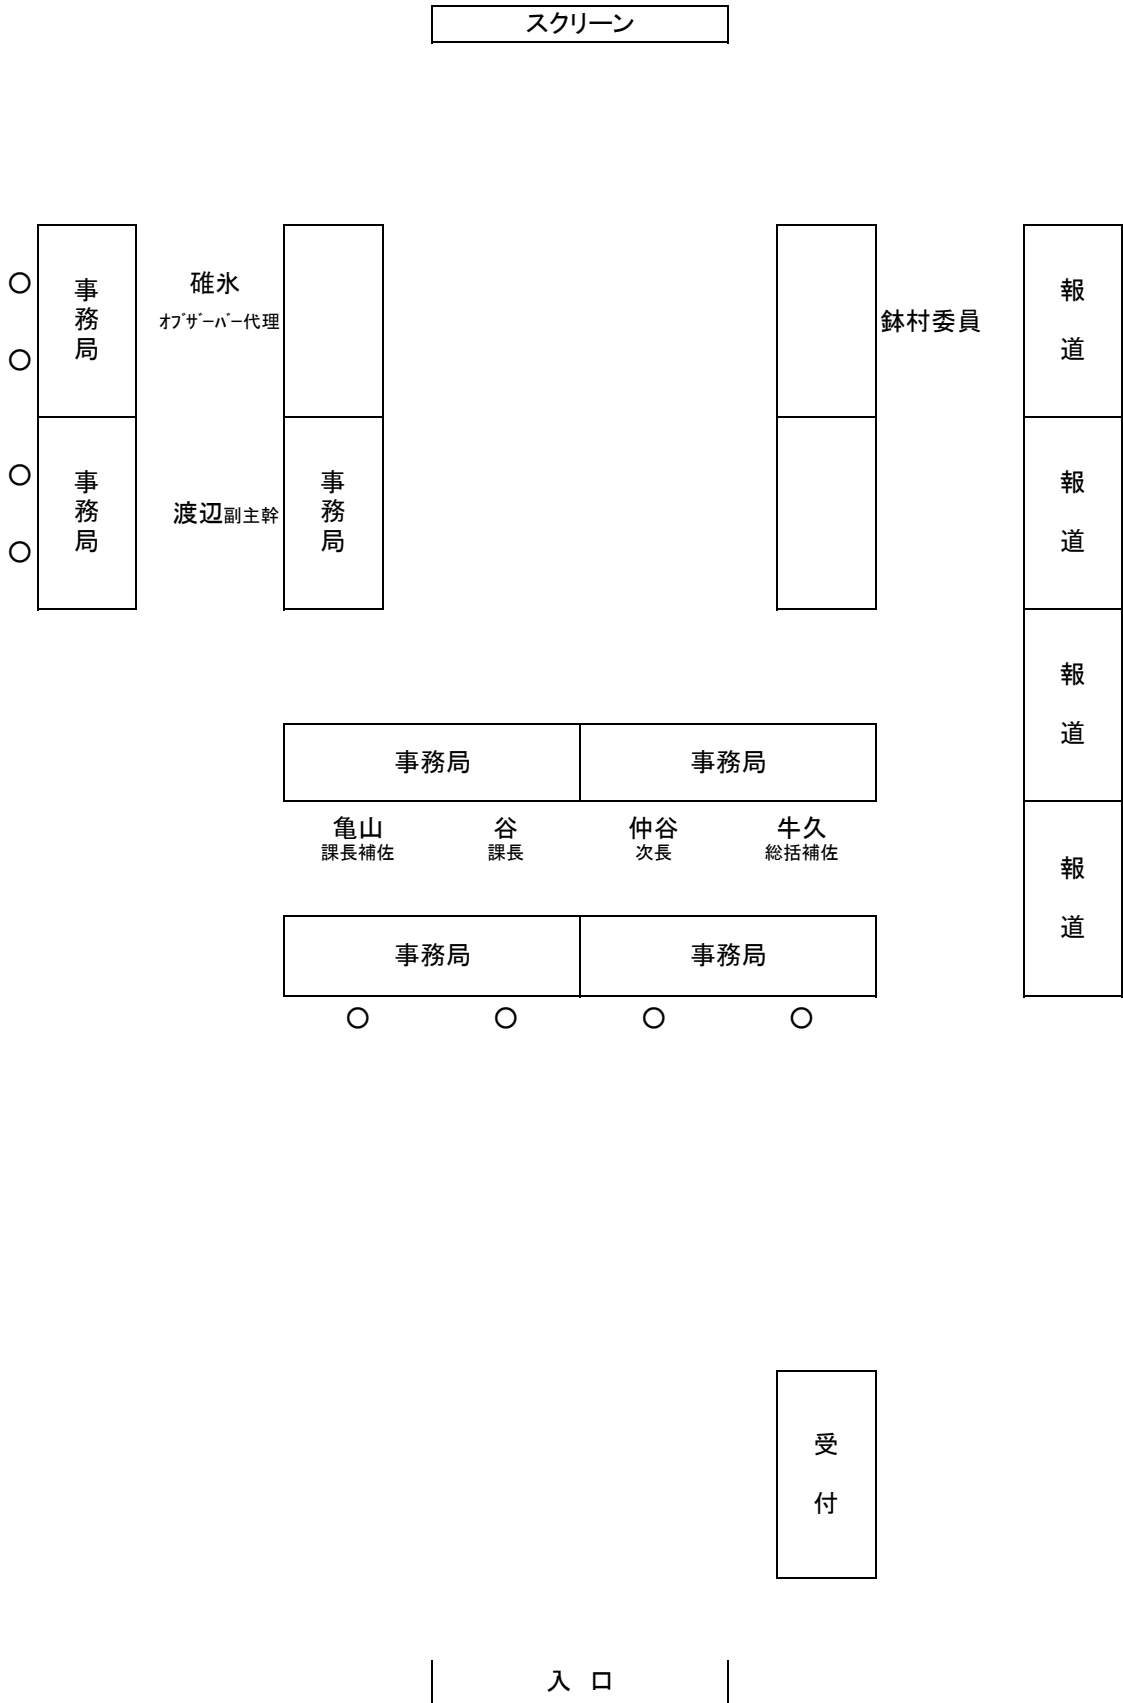 スクリーン
事務局
碓氷
オブザーバー代理
鉢村委員
報道
事務局
渡辺副主幹
事務局
報道
報道
事務局
事務局
亀山
課長補佐
谷
課長
仲谷
次長
牛久
総括補佐
報道
事務局
事務局
○ ○ ○ ○
○
○
○
○
受付
入 口